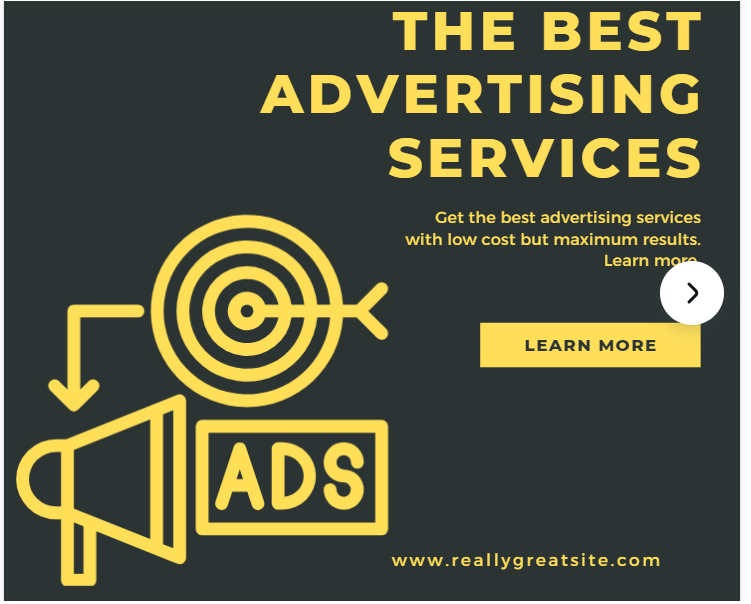 THE BEST
ADVERTISING
SERVICES
Get the best advertising services
with low cost but maximum results.
Learn more.
LEARN MORE
ADS
www.reallygreatsite.com